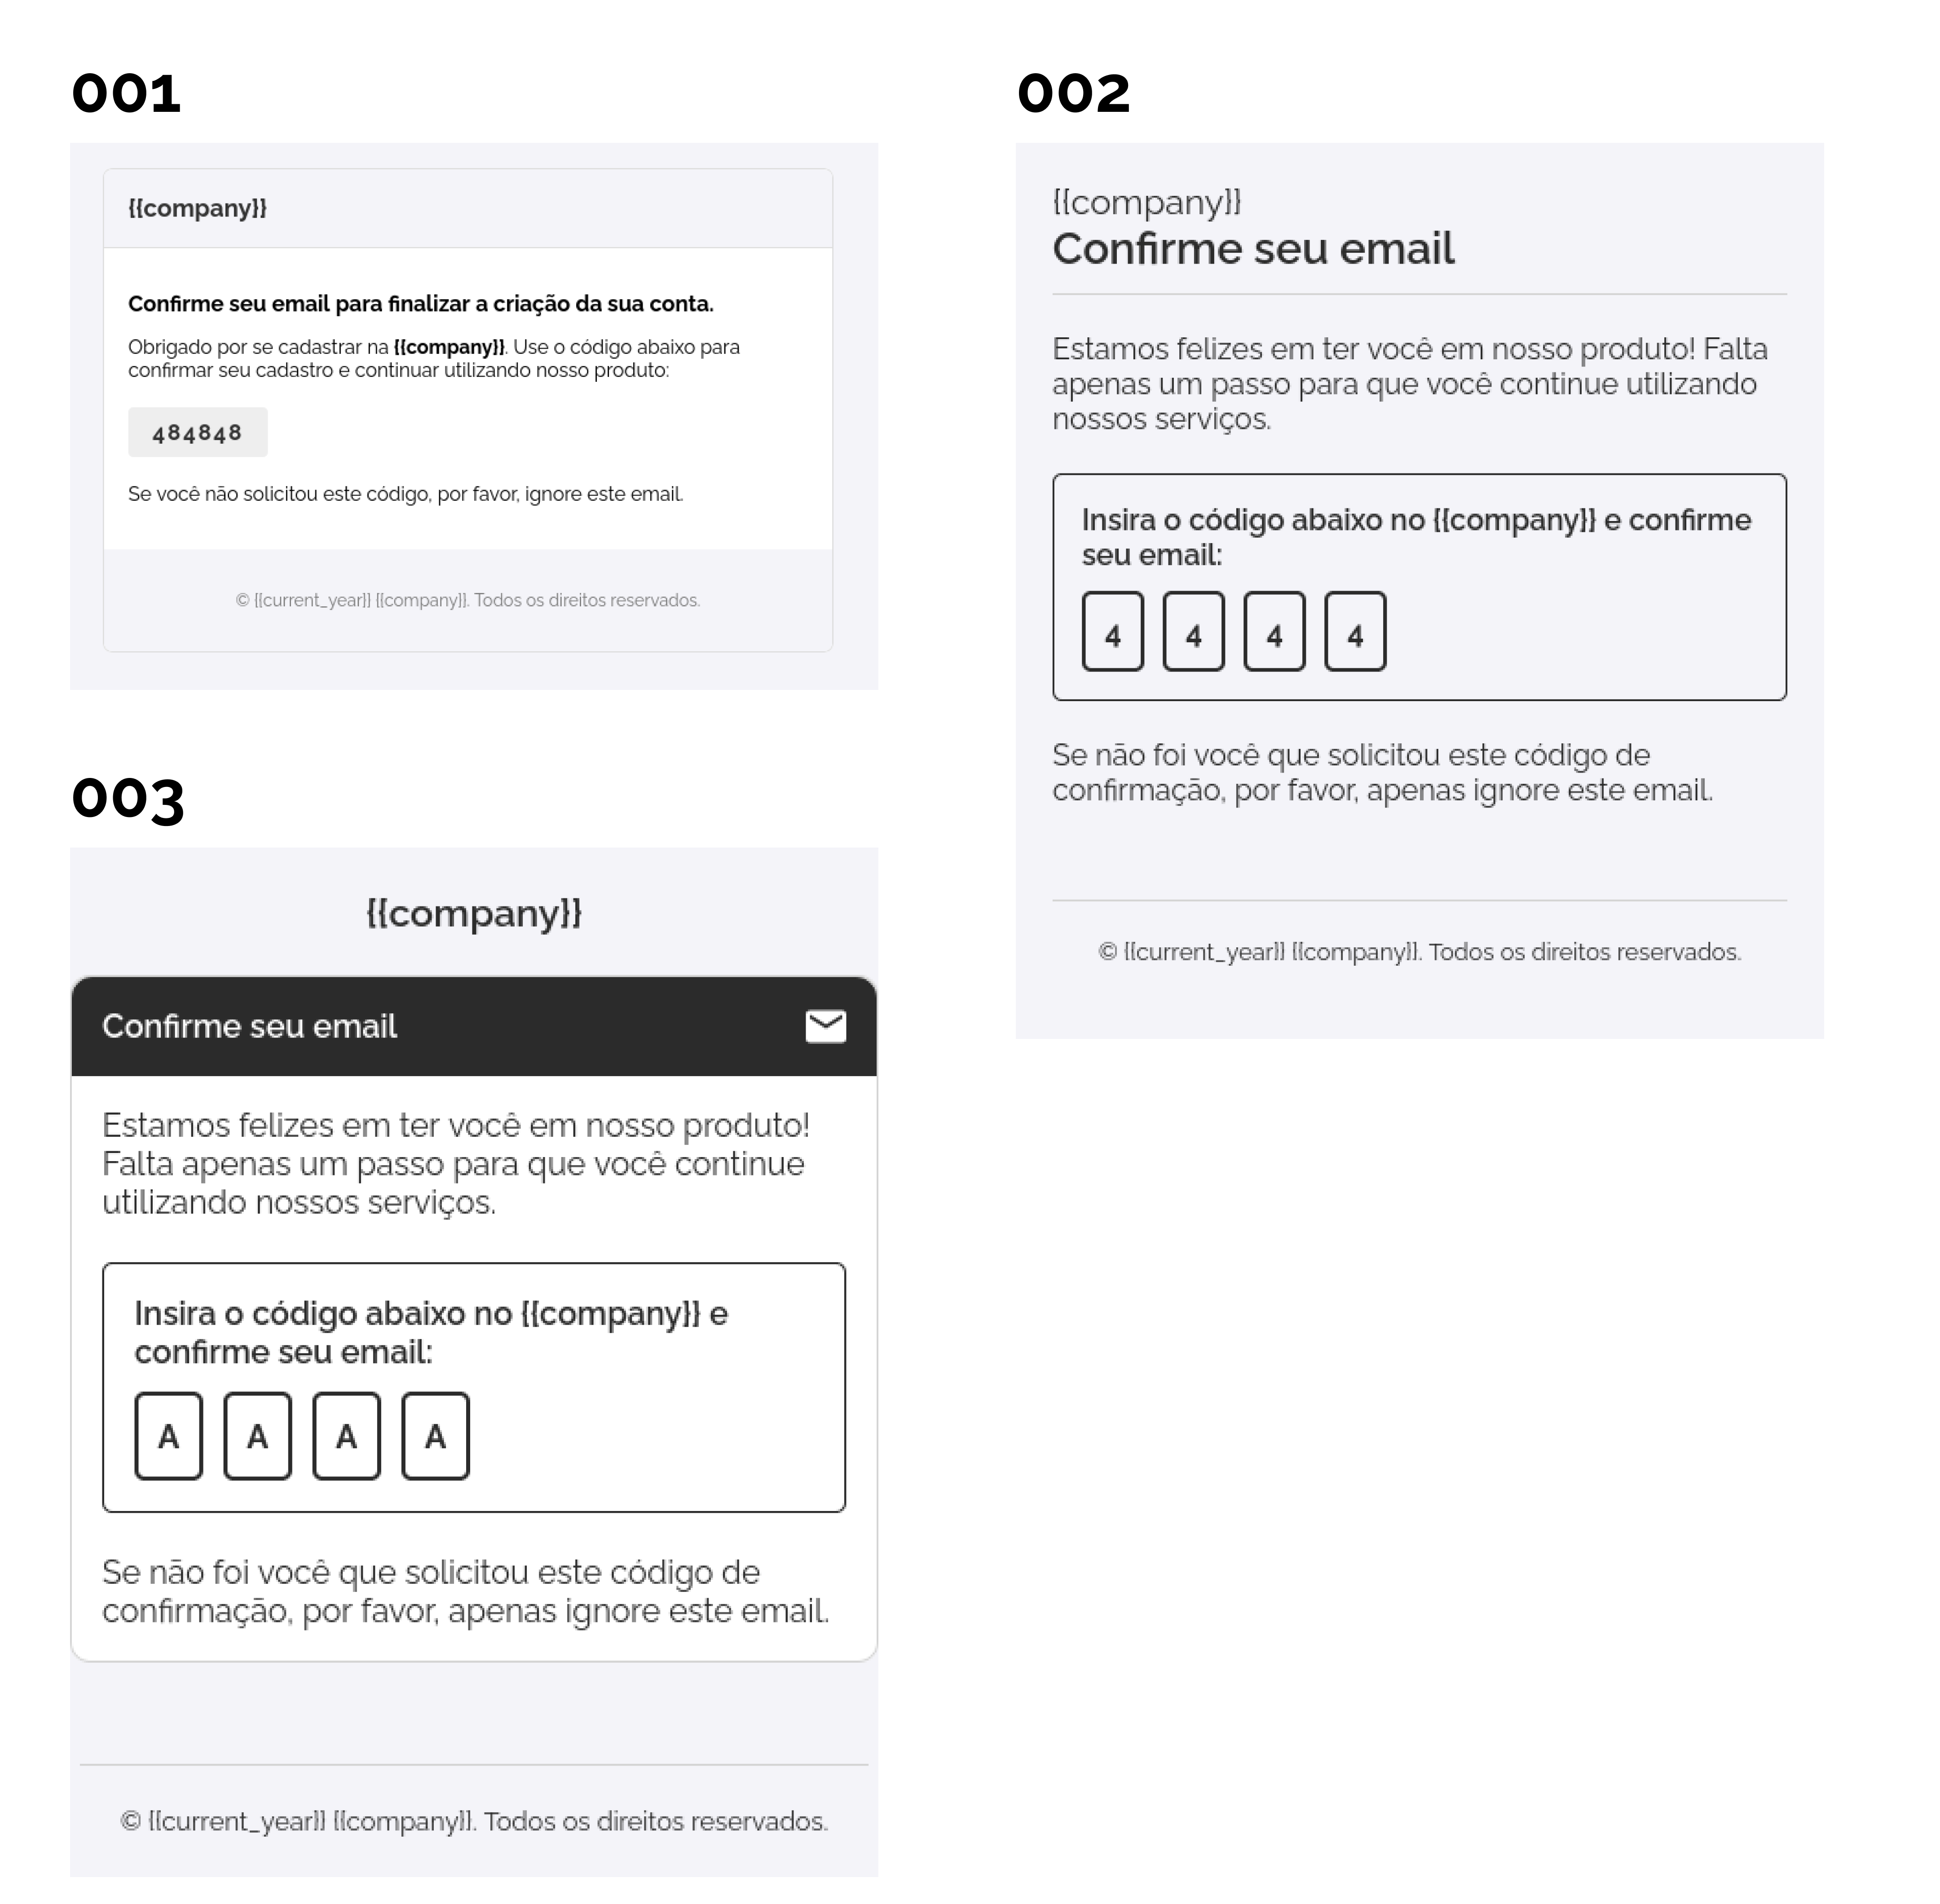 001
{{company}}
Confirme seu email para finalizar a criação da sua conta.
Obrigado por se cadastrar na {{company}}. Use o código abaixo para
confirmar seu cadastro e continuar utilizando nosso produto:
484848
Se você não solicitou este código, por favor, ignore este email.
© {{current_year}} {{company}}. Todos os direitos reservados.
002
{{company}}
Confirme seu email
Estamos felizes em ter você em nosso produto! Falta
apenas um passo para que você continue utilizando
nossos serviços.
Insira o código abaixo no {{company}} e confirme
seu email:
4 4 4 4
Se não foi você que solicitou este código de
confirmação, por favor, apenas ignore este email.
© {{current_year}} {{company}}. Todos os direitos reservados.
003
{{company}}
Confirme seu email
Estamos felizes em ter você em nosso produto!
Falta apenas um passo para que você continue
utilizando nossos serviços.
Insira o código abaixo no {{company}} e
confirme seu email:
A A A A
Se não foi você que solicitou este código de
confirmação, por favor, apenas ignore este email.
© {{current_year}} {{company}}. Todos os direitos reservados.